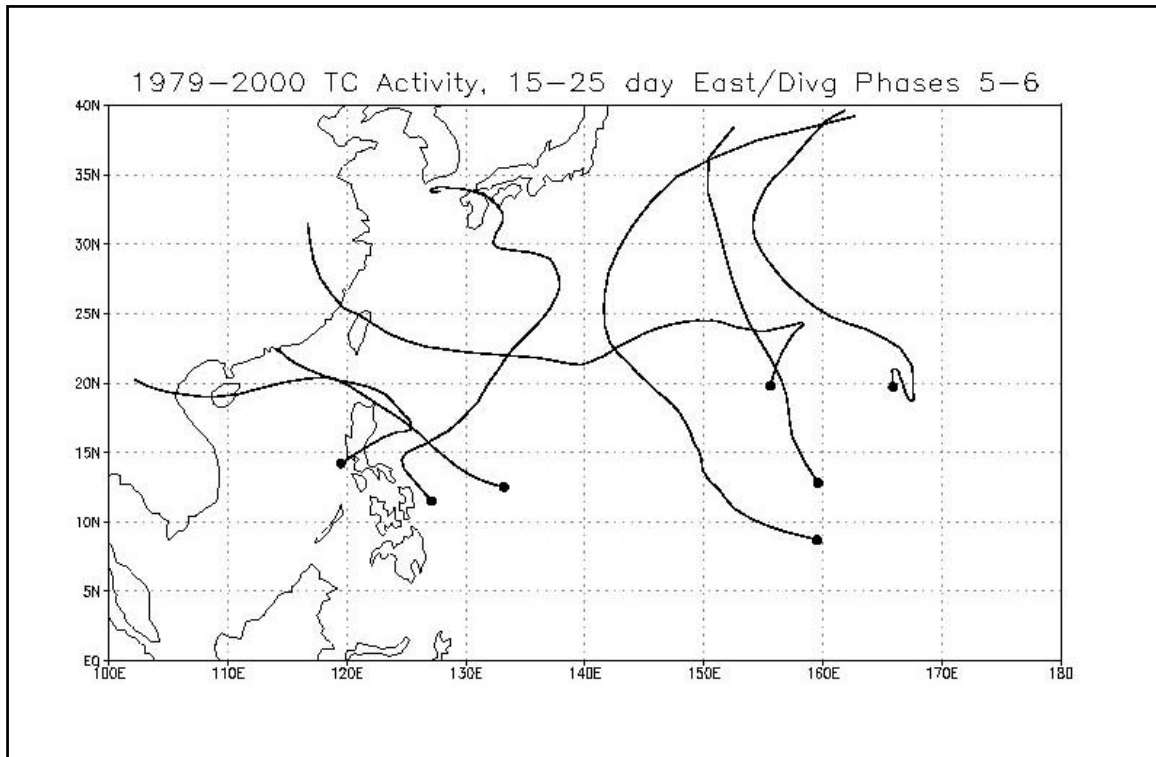 1979-2000 TC Activity, 15-25 day East/Divg Phases 5-6
40N
35N
30N
25N
20N
15N
10N
5N
EQ
100E 110E 120E 130E 140E 150E 160E 170E 180